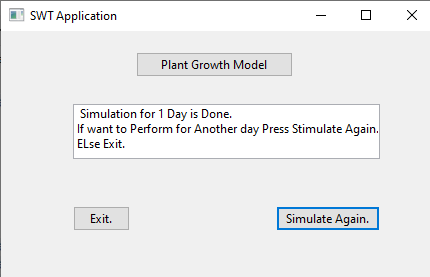 SWT Application
Plant Growth Model
Simulation for 1 Day is Done.
If want to Perform for Another day Press Stimulate Again.
ELse Exit.
Exit.
Simulate Again.